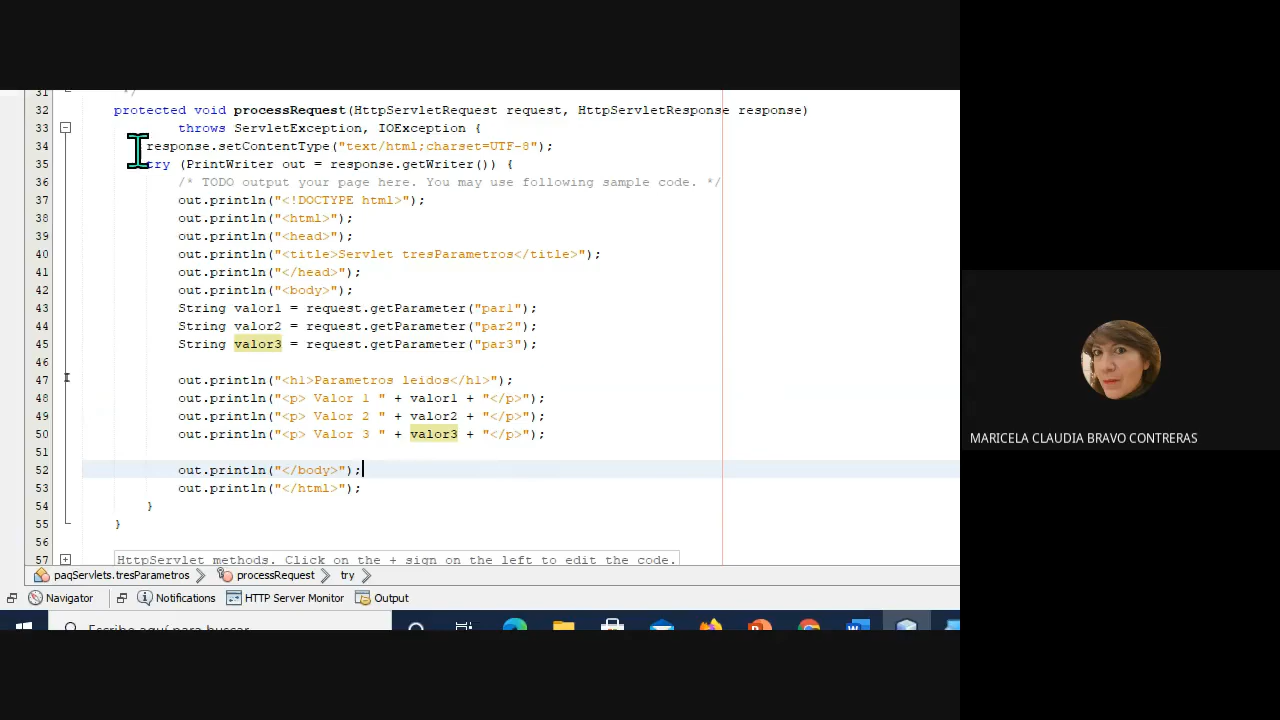 31 */
32 protected void processRequest(HttpServletRequest request, HttpServletResponse response)
33 throws ServletException, IOException {
34 response.setContentType("text/html;charset=UTF-8");
35 try (PrintWriter out = response.getWriter()) {
36 /* TODO output your page here. You may use following sample code. */
37 out.println("<!DOCTYPE html>");
38 out.println("<html>");
39 out.println("<head>");
40 out.println("<title>Servlet tresParametros</title>");
41 out.println("</head>");
42 out.println("<body>");
43 String valor1 = request.getParameter("par1");
44 String valor2 = request.getParameter("par2");
45 String valor3 = request.getParameter("par3");
46
47 out.println("<h1>Parametros leidos</h1>");
48 out.println("<p> Valor 1 " + valor1 + "</p>");
49 out.println("<p> Valor 2 " + valor2 + "</p>");
50 out.println("<p> Valor 3 " + valor3 + "</p>");
51
52 out.println("</body>");
53 out.println("</html>");
54 }
55 }
56
57 HttpServlet methods. Click on the + sign on the left to edit the code.
paqServlets.tresParametros processRequest try
Navigator Notifications HTTP Server Monitor Output
Escribe aquí para buscar
MARICELA CLAUDIA BRAVO CONTRERAS